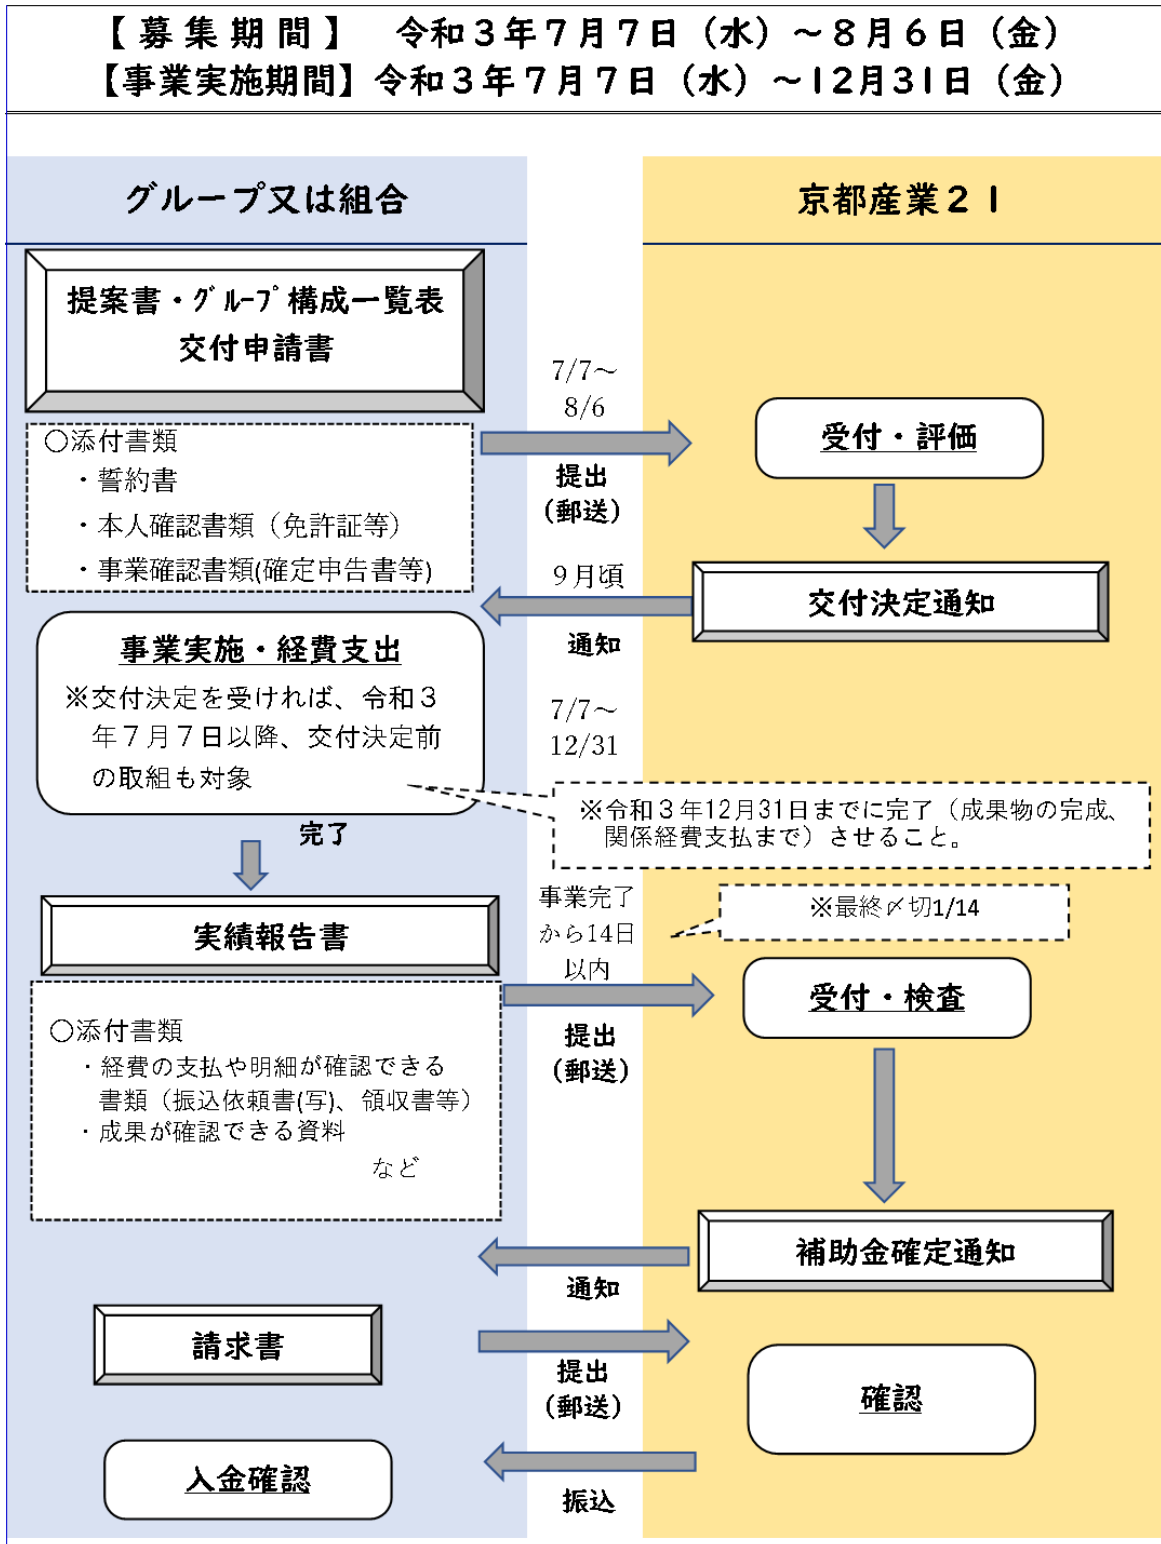 【募集期間】 令和３年７月７日（水）～８月６日（金）
【事業実施期間】令和３年７月７日（水）～12月31日（金）
グループ又は組合
京都産業２１
提案書・ｸﾞﾙｰﾌﾟ構成一覧表
交付申請書
7/7～
8/6
提出
（郵送）
受付・評価
〇添付書類
・誓約書
・本人確認書類（免許証等）
・事業確認書類(確定申告書等)
９月頃
通知
交付決定通知
事業実施・経費支出
※交付決定を受ければ、令和３
年７月７日以降、交付決定前
の取組も対象
7/7～
12/31
※令和３年12月31日までに完了（成果物の完成、
関係経費支払まで）させること。
完了
実績報告書
事業完了
から14日
以内
※最終〆切1/14
提出
（郵送）
受付・検査
〇添付書類
・経費の支払や明細が確認できる
書類（振込依頼書(写)、領収書等）
・成果が確認できる資料
など
補助金確定通知
通知
請求書
提出
（郵送）
確認
入金確認
振込